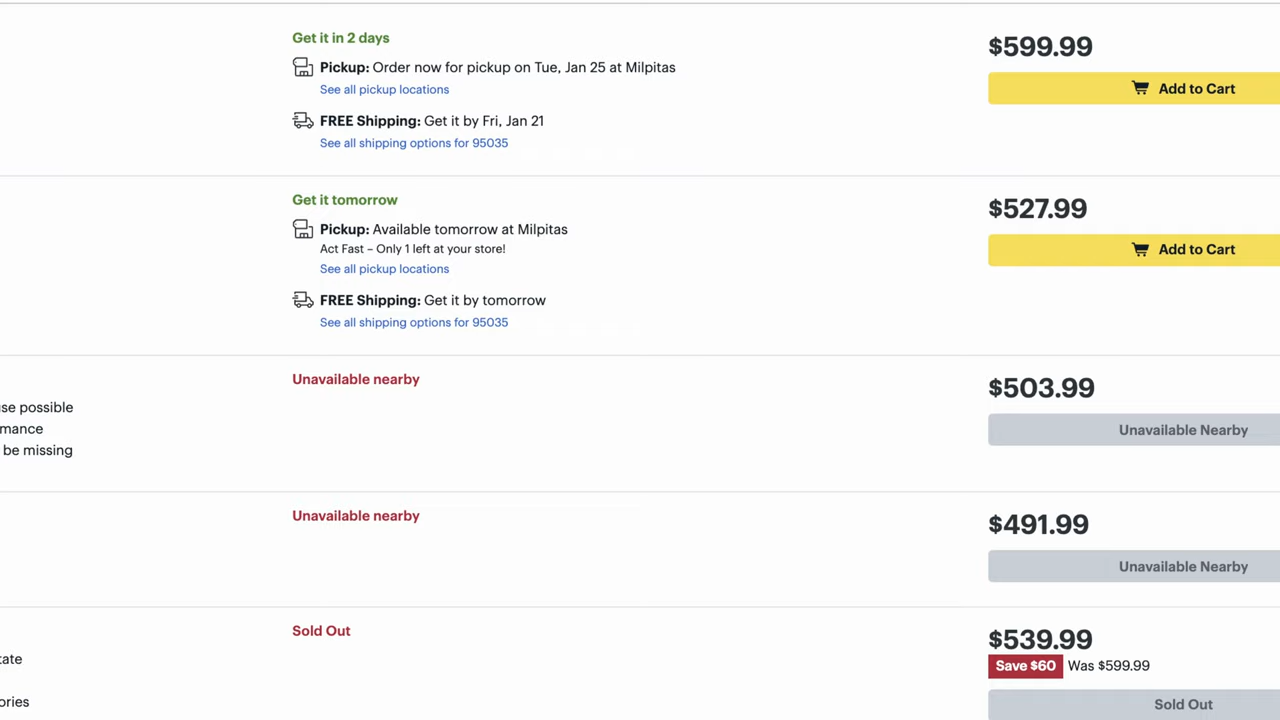 Get it in 2 days
$599.99
Pickup: Order now for pickup on Tue, Jan 25 at Milpitas
See all pickup locations
Add to Cart
FREE Shipping: Get it by Fri, Jan 21
See all shipping options for 95035
Get it tomorrow
$527.99
Pickup: Available tomorrow at Milpitas
Act Fast – Only 1 left at your store!
See all pickup locations
Add to Cart
FREE Shipping: Get it by tomorrow
See all shipping options for 95035
Unavailable nearby
$503.99
se possible
mance
be missing
Unavailable Nearby
Unavailable nearby
$491.99
Unavailable Nearby
Sold Out
$539.99
Save $60 Was $599.99
tate
ories
Sold Out